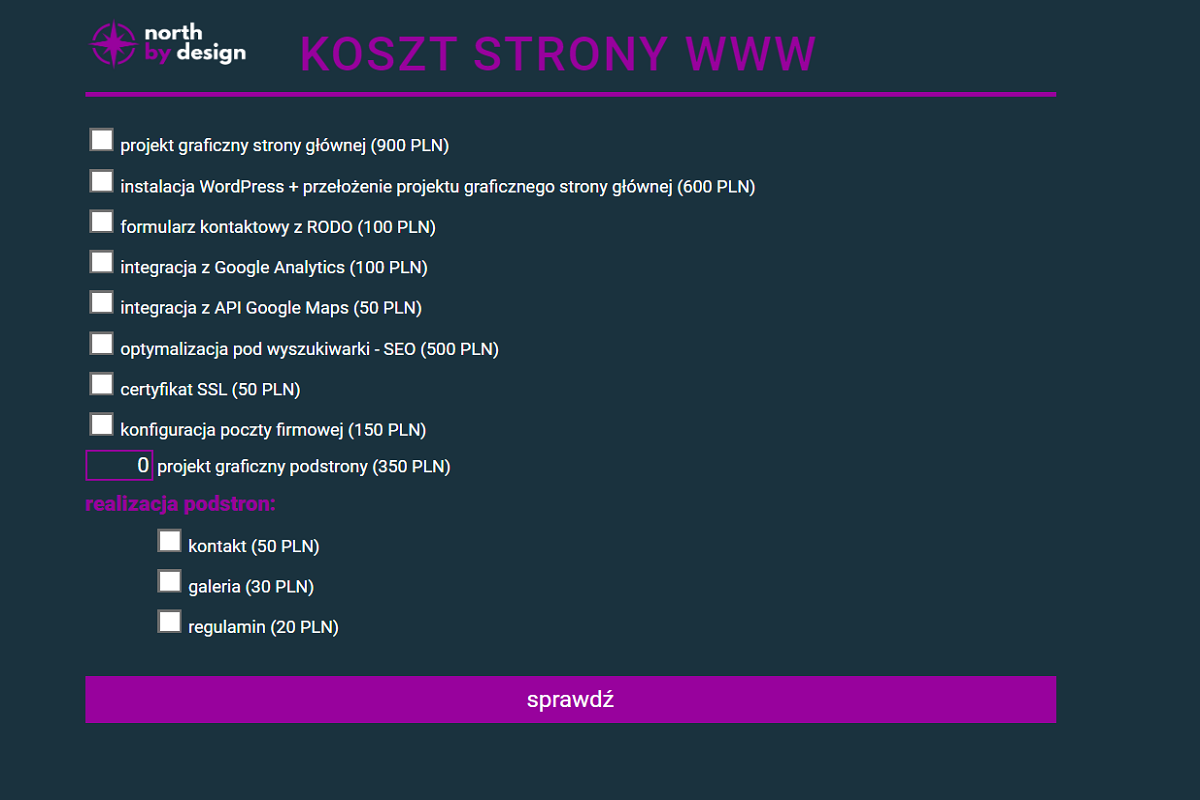 north
by design
KOSZT STRONY WWW
projekt graficzny strony głównej (900 PLN)
instalacja WordPress + przełożenie projektu graficznego strony głównej (600 PLN)
formularz kontaktowy z RODO (100 PLN)
integracja z Google Analytics (100 PLN)
integracja z API Google Maps (50 PLN)
optymalizacja pod wyszukiwarki - SEO (500 PLN)
certyfikat SSL (50 PLN)
konfiguracja poczty firmowej (150 PLN)
0 projekt graficzny podstrony (350 PLN)
realizacja podstron:
kontakt (50 PLN)
galeria (30 PLN)
regulamin (20 PLN)
sprawdź